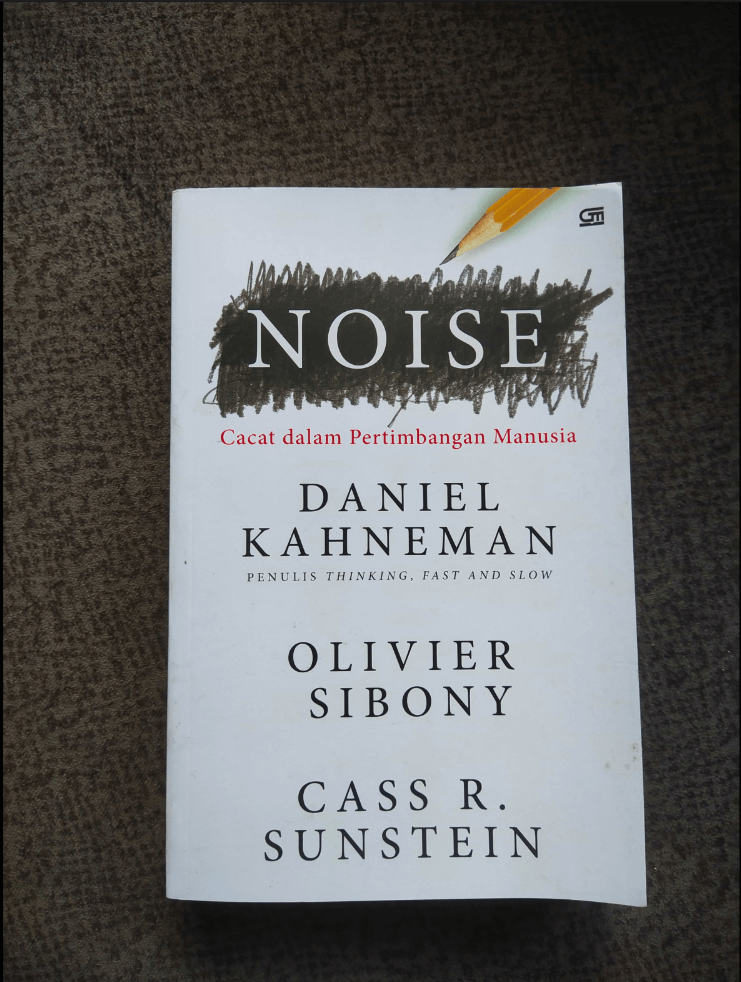 NOISE
Cacat dalam Pertimbangan Manusia
DANIEL
KAHNEMAN
PENULIS THINKING, FAST AND SLOW
OLIVIER
SIBONY
CASS R.
SUNSTEIN